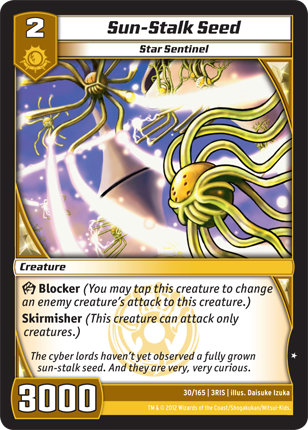 2
Sun-Stalk Seed
Star Sentinel
Creature
Blocker (You may tap this creature to change
an enemy creature's attack to this creature.)
Skirmisher (This creature can attack only
creatures.)
The cyber lords haven't yet observed a fully grown
sun-stalk seed. And they are very, very curious.
3000
30/165 | 3RIS | illus. Daisuke Izuka
TM & © 2012 Wizards of the Coast/Shogakukan/Mitsui-Kids